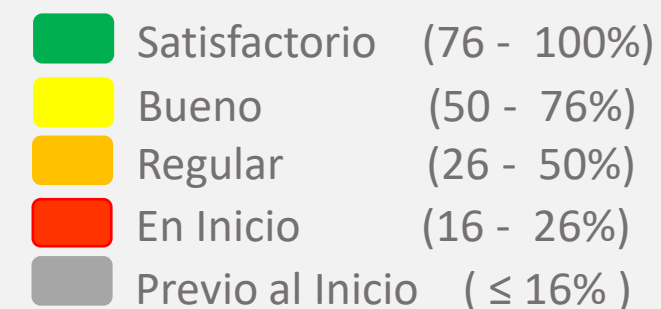 Satisfactorio (76 - 100%)
Bueno (50 - 76%)
Regular (26 - 50%)
En Inicio (16 - 26%)
Previo al Inicio ( ≤ 16% )